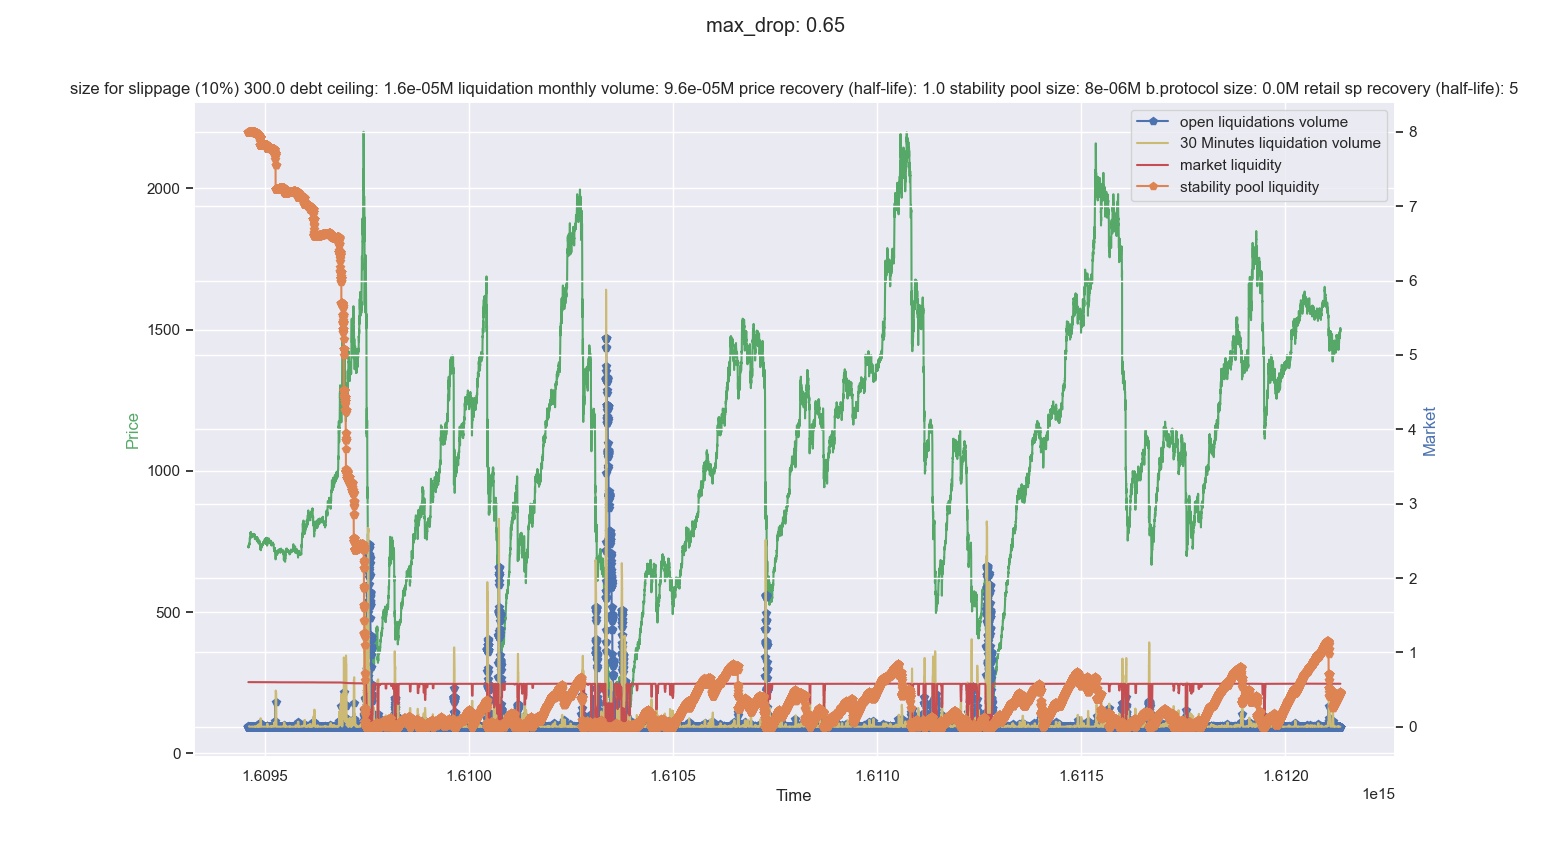 max_drop: 0.65
size for slippage (10%) 300.0 debt ceiling: 1.6e-05M liquidation monthly volume: 9.6e-05M price recovery (half-life): 1.0 stability pool size: 8e-06M b.protocol size: 0.0M retail sp recovery (half-life): 5
open liquidations volume
30 Minutes liquidation volume
market liquidity
stability pool liquidity
2000
1500
1000
500
0
Price
8
7
6
5
4
3
2
1
0
Market
1.6095 1.6100 1.6105 1.6110 1.6115 1.6120
1e15
Time